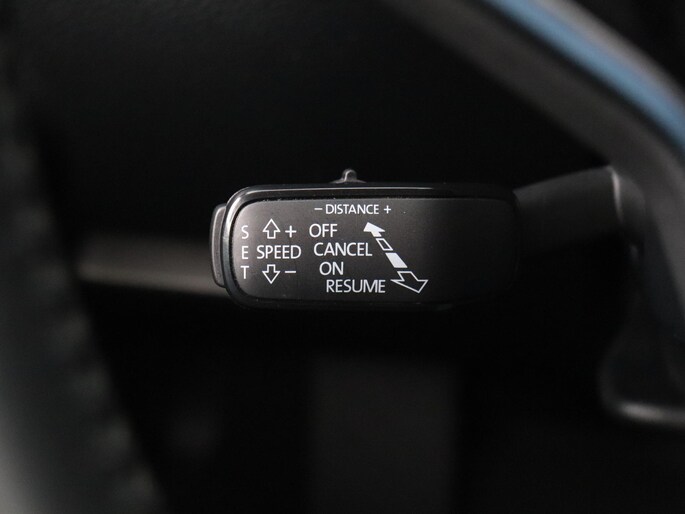 − DISTANCE +
S + OFF
E SPEED CANCEL
T − ON
RESUME